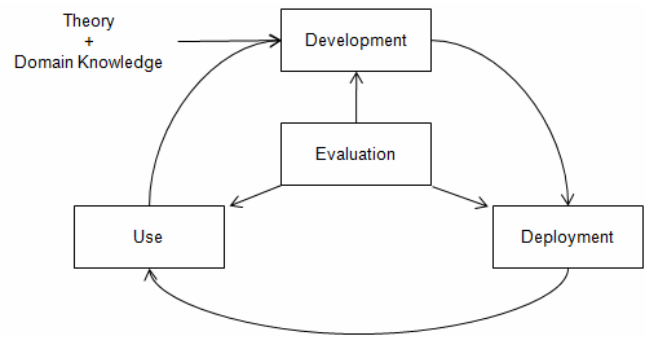 Theory
+
Domain Knowledge
Development
Evaluation
Use
Deployment